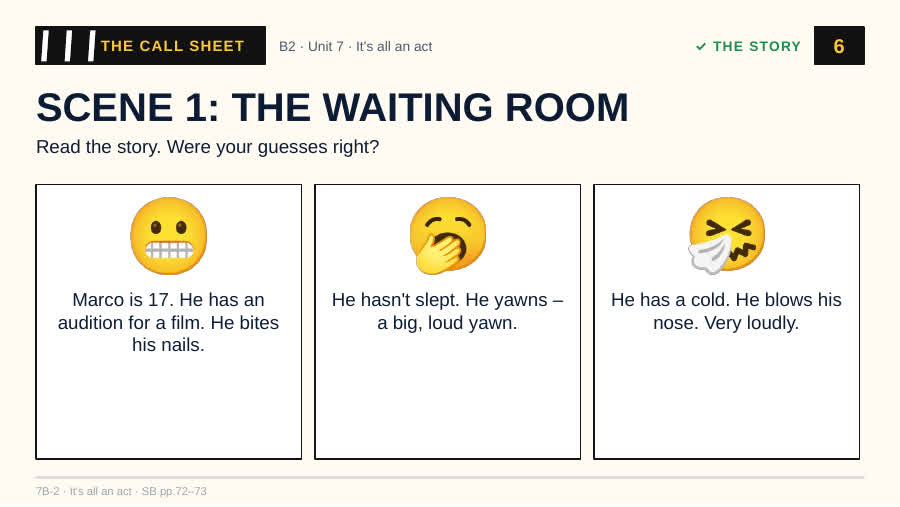 THE CALL SHEET
B2 · Unit 7 · It's all an act
✓ THE STORY
6
SCENE 1: THE WAITING ROOM
Read the story. Were your guesses right?
Marco is 17. He has an
audition for a film. He bites
his nails.
He hasn't slept. He yawns –
a big, loud yawn.
He has a cold. He blows his
nose. Very loudly.
7B-2 · It's all an act · SB pp.72–73